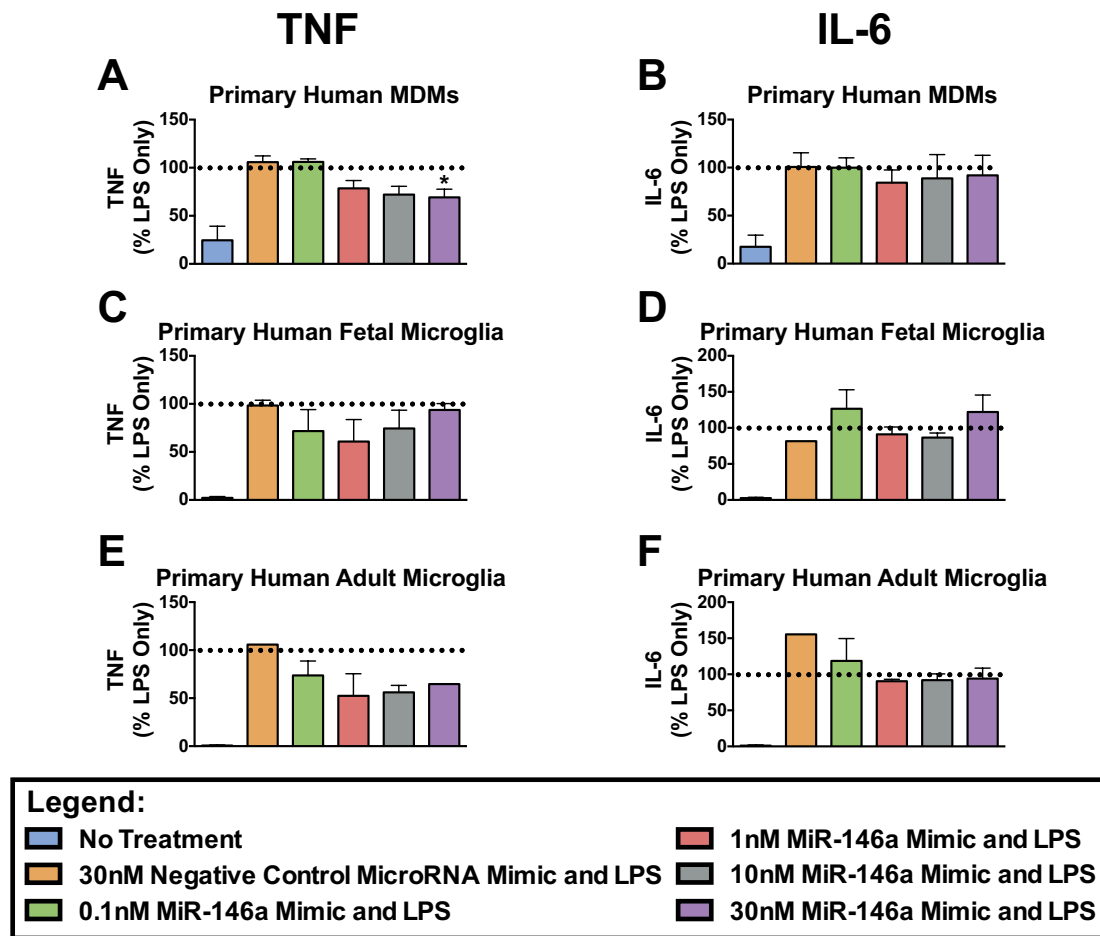 TNF
IL-6
A
Primary Human MDMs
TNF
(% LPS Only)
150
100
50
0
*
B
Primary Human MDMs
IL-6
(% LPS Only)
150
100
50
0
C
Primary Human Fetal Microglia
TNF
(% LPS Only)
150
100
50
0
D
Primary Human Fetal Microglia
IL-6
(% LPS Only)
200
150
100
50
0
E
Primary Human Adult Microglia
TNF
(% LPS Only)
150
100
50
0
F
Primary Human Adult Microglia
IL-6
(% LPS Only)
200
150
100
50
0
Legend:
No Treatment
30nM Negative Control MicroRNA Mimic and LPS
0.1nM MiR-146a Mimic and LPS
1nM MiR-146a Mimic and LPS
10nM MiR-146a Mimic and LPS
30nM MiR-146a Mimic and LPS